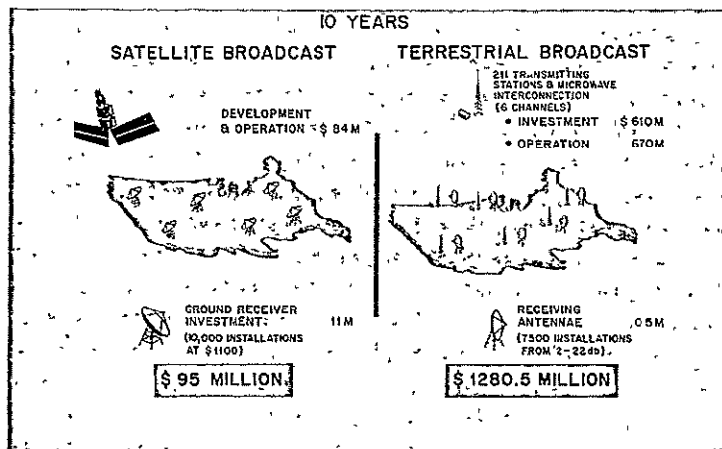 10 YEARS
SATELLITE BROADCAST
DEVELOPMENT
& OPERATION = $ 84M
GROUND RECEIVER
INVESTMENT: 11M
(10,000 INSTALLATIONS
AT $1100)
$ 95 MILLION
TERRESTRIAL BROADCAST
211 TRANSMITTING
STATIONS & MICROWAVE
INTERCONNECTION
(6 CHANNELS)
• INVESTMENT $ 610M
• OPERATION 670M
RECEIVING 0.5M
ANTENNAE
(7500 INSTALLATIONS
FROM 2-22db)
$ 1280.5 MILLION